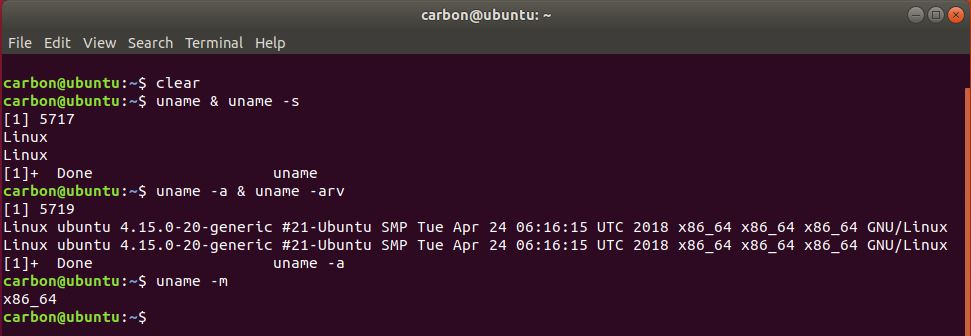 carbon@ubuntu: ~
File Edit View Search Terminal Help
carbon@ubuntu:~$ clear
carbon@ubuntu:~$ uname & uname -s
[1] 5717
Linux
Linux
[1]+  Done                    uname
carbon@ubuntu:~$ uname -a & uname -arv
[1] 5719
Linux ubuntu 4.15.0-20-generic #21-Ubuntu SMP Tue Apr 24 06:16:15 UTC 2018 x86_64 x86_64 x86_64 GNU/Linux
Linux ubuntu 4.15.0-20-generic #21-Ubuntu SMP Tue Apr 24 06:16:15 UTC 2018 x86_64 x86_64 x86_64 GNU/Linux
[1]+  Done                    uname -a
carbon@ubuntu:~$ uname -m
x86_64
carbon@ubuntu:~$